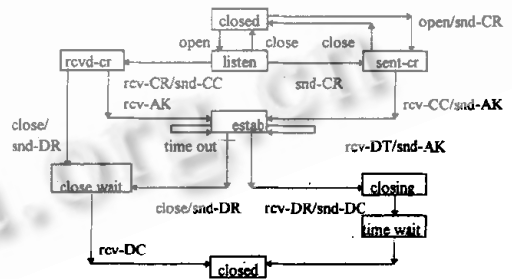 closed
open/snd-CR
open
close
close
rcvd-cr
listen
sent-cr
rcv-CR/snd-CC
snd-CR
rcv-AK
rcv-CC/snd-AK
close/
snd-DR
estab
time out
rcv-DT/snd-AK
close wait
closing
close/snd-DR
rcv-DR/snd-DC
time wait
rcv-DC
closed